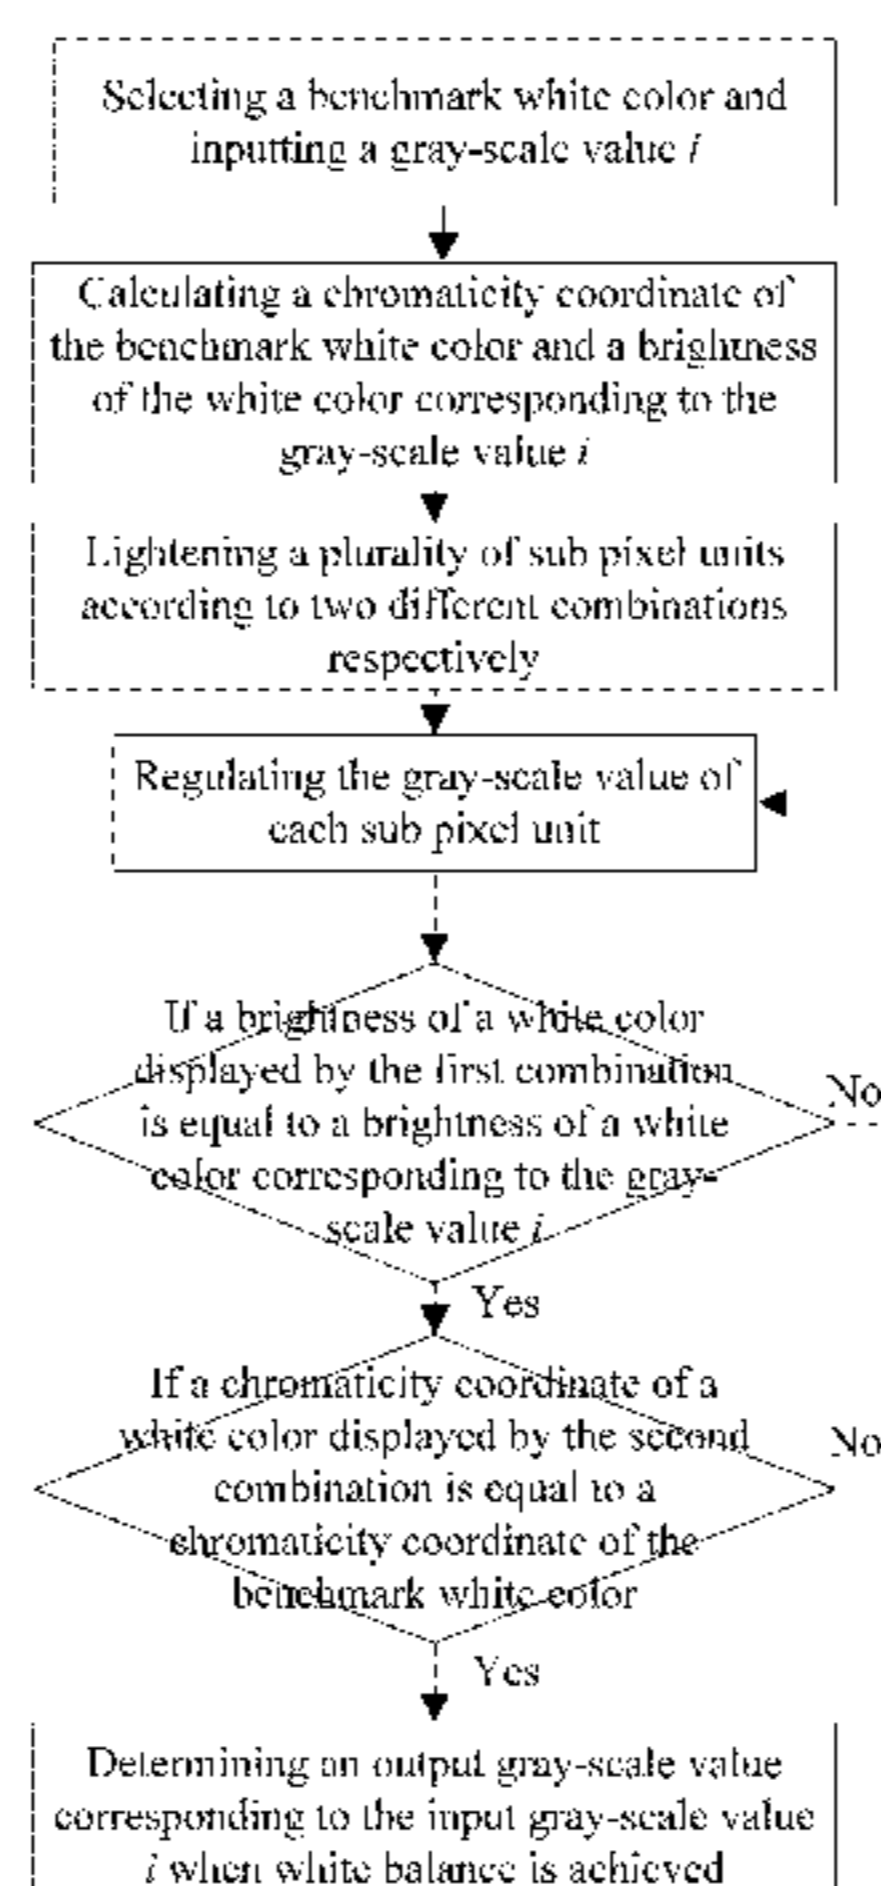 Selecting a benchmark white color and
inputting a gray-scale value i
Calculating a chromaticity coordinate of
the benchmark white color and a brightness
of the white color corresponding to the
gray-scale value i
Lightening a plurality of sub pixel units
according to two different combinations
respectively
Regulating the gray-scale value of
each sub pixel unit
If a brightness of a white color
displayed by the first combination
is equal to a brightness of a white
color corresponding to the gray-
scale value i
No
Yes
If a chromaticity coordinate of a
white color displayed by the second
combination is equal to a
chromaticity coordinate of the
benchmark white color
No
Yes
Determining an output gray-scale value
corresponding to the input gray-scale value
i when white balance is achieved